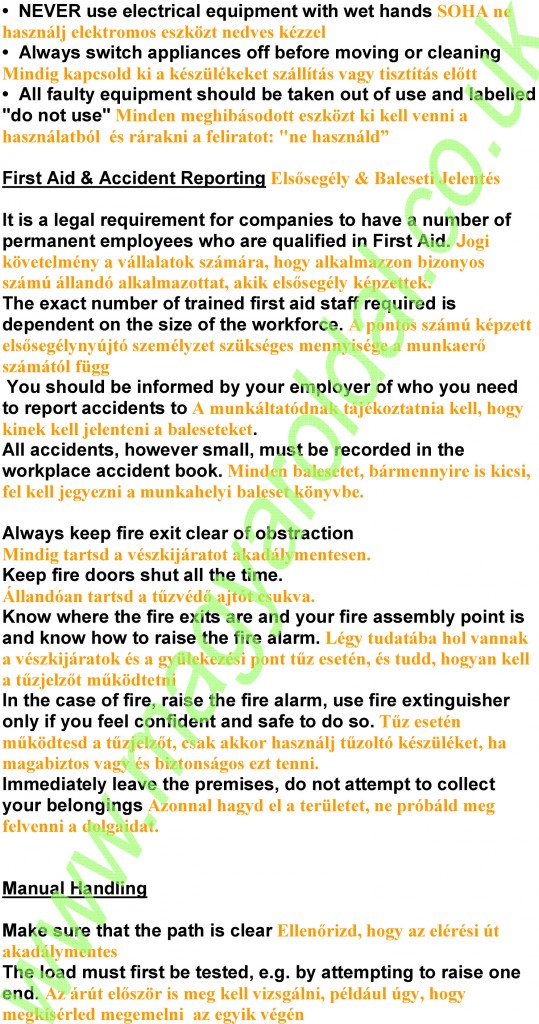 • NEVER use electrical equipment with wet hands SOHA ne
használj elektromos eszközt nedves kézzel
• Always switch appliances off before moving or cleaning
Mindig kapcsold ki a készülékeket szállítás vagy tisztítás előtt
• All faulty equipment should be taken out of use and labelled
"do not use" Minden meghibásodott eszközt ki kell venni a
használatból és rárakni a feliratot: "ne használd”
First Aid & Accident Reporting Elsősegély & Baleseti Jelentés
It is a legal requirement for companies to have a number of
permanent employees who are qualified in First Aid. Jogi
követelmény a vállalatok számára, hogy alkalmazzon bizonyos
számú állandó alkalmazottat, akik elsősegély képzettek.
The exact number of trained first aid staff required is
dependent on the size of the workforce. A pontos számú képzett
elsősegélynyújtó személyzet szükséges mennyisége a munkaerő
számától függ
You should be informed by your employer of who you need
to report accidents to A munkáltatódnak tájékoztatnia kell, hogy
kinek kell jelenteni a baleseteket.
All accidents, however small, must be recorded in the
workplace accident book. Minden balesetet, bármennyire is kicsi,
fel kell jegyezni a munkahelyi baleset könyvbe.
Always keep fire exit clear of obstraction
Mindig tartsd a vészkijáratot akadálymentesen.
Keep fire doors shut all the time.
Állandóan tartsd a tűzvédő ajtót csukva.
Know where the fire exits are and your fire assembly point is
and know how to raise the fire alarm. Légy tudatába hol vannak
a vészkijáratok és a gyülekezési pont tűz esetén, és tudd, hogyan kell
a tűzjelzőt működtetni
In the case of fire, raise the fire alarm, use fire extinguisher
only if you feel confident and safe to do so. Tűz esetén
működtesd a tűzjelzőt, csak akkor használj tűzoltó készüléket, ha
magabiztos vagy és biztonságos ezt tenni.
Immediately leave the premises, do not attempt to collect
your belongings Azonnal hagyd el a területet, ne próbáld meg
felvenni a dolgaidat.
Manual Handling
Make sure that the path is clear Ellenőrizd, hogy az elérési út
akadálymentes
The load must first be tested, e.g. by attempting to raise one
end. Az árút először is meg kell vizsgálni, például úgy, hogy
megkísérled megemelni az egyik végén
www.magyaroldal.co.uk